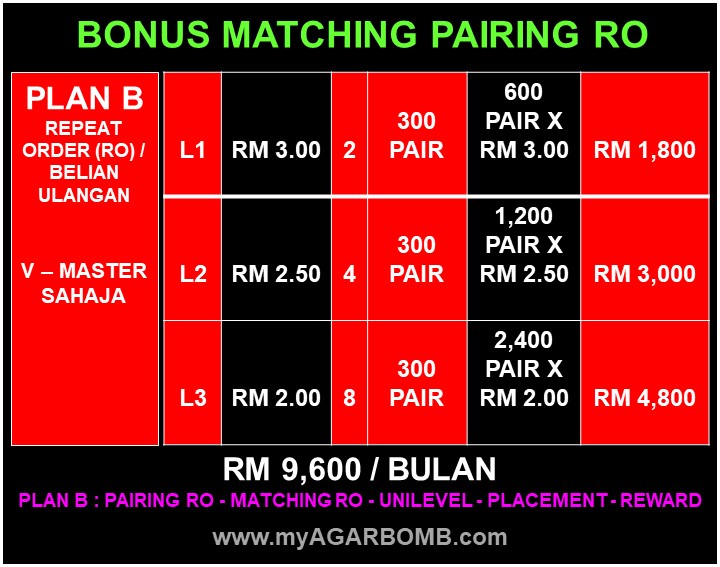 BONUS MATCHING PAIRING RO
PLAN B
REPEAT
ORDER (RO) /
BELIAN
ULANGAN
V – MASTER
SAHAJA
L1
RM 3.00
2
300
PAIR
600
PAIR X
RM 3.00
RM 1,800
L2
RM 2.50
4
300
PAIR
1,200
PAIR X
RM 2.50
RM 3,000
L3
RM 2.00
8
300
PAIR
2,400
PAIR X
RM 2.00
RM 4,800
RM 9,600 / BULAN
PLAN B : PAIRING RO - MATCHING RO - UNILEVEL - PLACEMENT - REWARD
www.myAGARBOMB.com